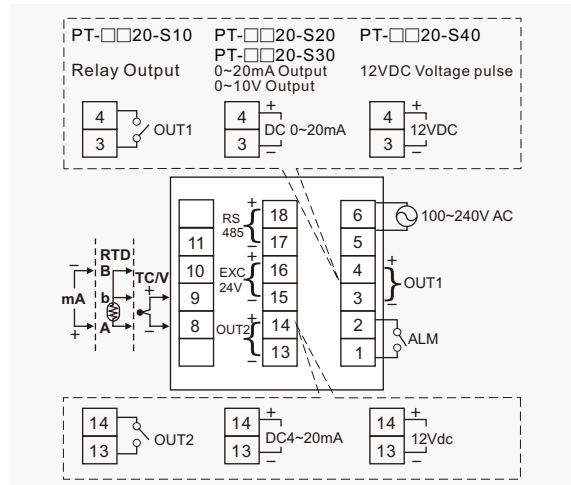 PT-□□20-S10 PT-□□20-S20 PT-□□20-S40
PT-□□20-S30
Relay Output 0~20mA Output 12VDC Voltage pulse
0~10V Output
4 + 4 + 4
OUT1 DC 0~20mA 12VDC
3 3 − 3 −
RS 485 + 18 6 100~240V AC
11 − 17 5
RTD
B 10 EXC 24V + 16 4 + OUT1
− mA + b TC/V + 9 − 15 3 −
A − 8 OUT2 + 14 2 ALM
− 13 1
14 14 + 14 +
OUT2 DC4~20mA 12Vdc
13 13 − 13 −